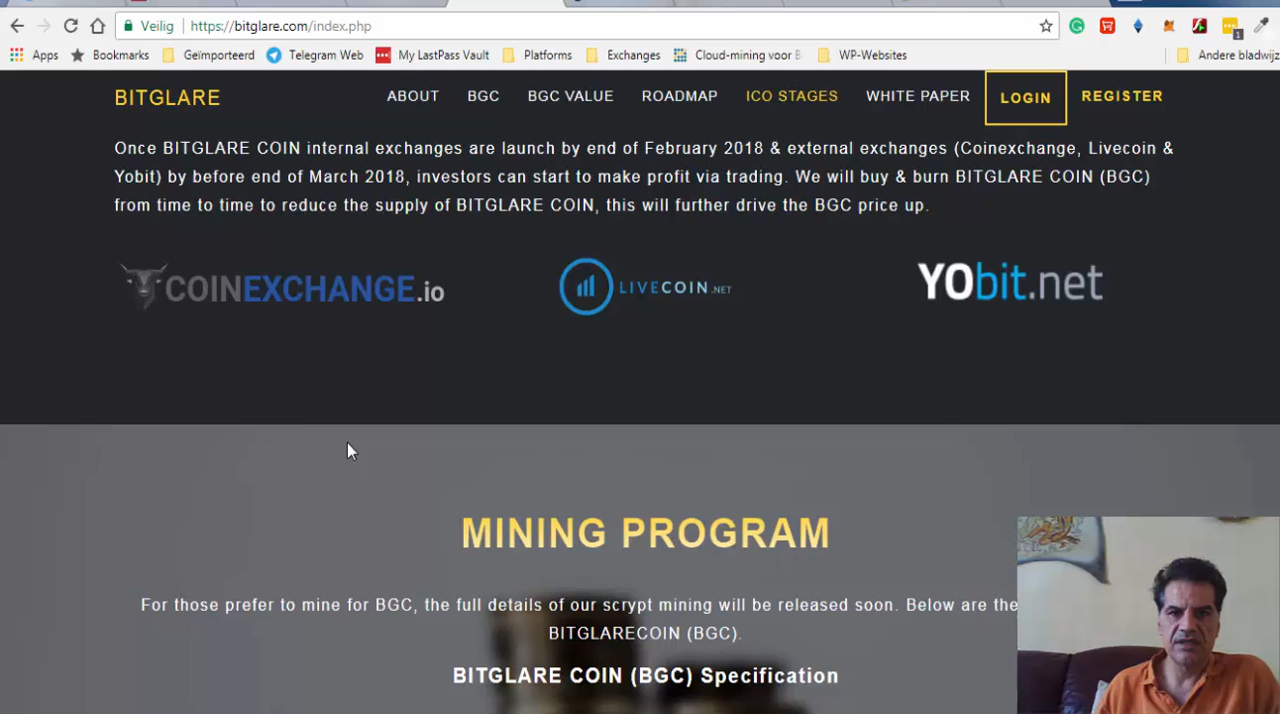 Veilig https://bitglare.com/index.php
Apps Bookmarks Geïmporteerd Telegram Web My LastPass Vault Platforms Exchanges Cloud-mining voor B WP-Websites Andere bladwijz
1
BITGLARE ABOUT BGC BGC VALUE ROADMAP ICO STAGES WHITE PAPER LOGIN REGISTER
Once BITGLARE COIN internal exchanges are launch by end of February 2018 & external exchanges (Coinexchange, Livecoin &
Yobit) by before end of March 2018, investors can start to make profit via trading. We will buy & burn BITGLARE COIN (BGC)
from time to time to reduce the supply of BITGLARE COIN, this will further drive the BGC price up.
COINEXCHANGE.io LIVECOIN.NET YObit.net
MINING PROGRAM
For those prefer to mine for BGC, the full details of our scrypt mining will be released soon. Below are the
BITGLARECOIN (BGC).
BITGLARE COIN (BGC) Specification